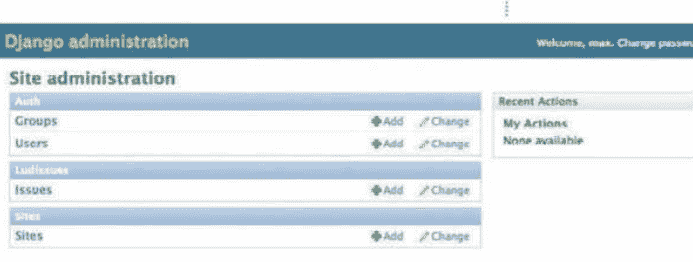 Django administration
Welcome, max. Change passw
Site administration
Auth
Groups Add Change
Users Add Change
Ludissues
Issues Add Change
Sites
Sites Add Change
Recent Actions
My Actions
None available